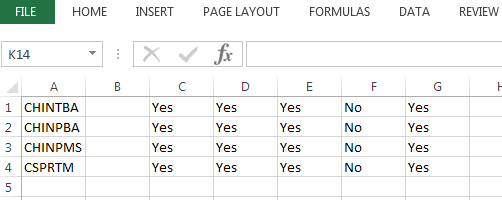 FILE HOME INSERT PAGE LAYOUT FORMULAS DATA REVIEW
K14 fx
A B C D E F G H
1 CHINTBA Yes Yes Yes No Yes
2 CHINPBA Yes Yes Yes No Yes
3 CHINPMS Yes Yes Yes No Yes
4 CSPRTM Yes Yes Yes No Yes
5